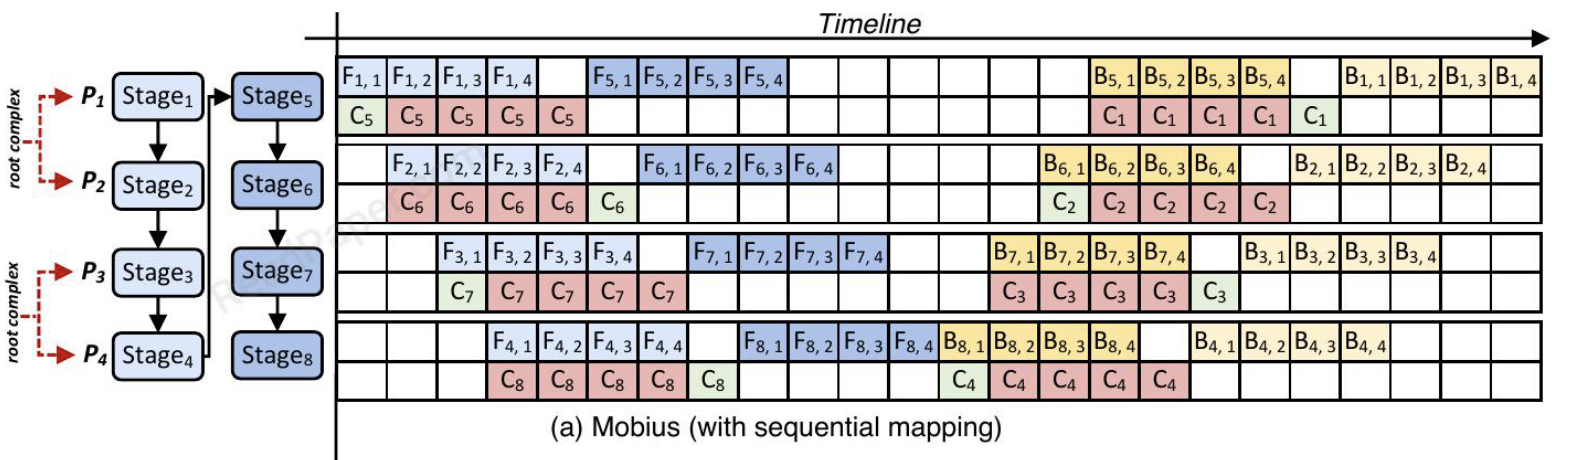 Timeline
F1, 1 F1, 2 F1, 3 F1, 4 F5, 1 F5, 2 F5, 3 F5, 4 B5, 1 B5, 2 B5, 3 B5, 4 B1, 1 B1, 2 B1, 3 B1, 4
root complex P1 Stage1 Stage5
C5 C5 C5 C5 C5 C1 C1 C1 C1 C1
F2, 1 F2, 2 F2, 3 F2, 4 F6, 1 F6, 2 F6, 3 F6, 4 B6, 1 B6, 2 B6, 3 B6, 4 B2, 1 B2, 2 B2, 3 B2, 4
P2 Stage2 Stage6
C6 C6 C6 C6 C6 C2 C2 C2 C2 C2
F3, 1 F3, 2 F3, 3 F3, 4 F7, 1 F7, 2 F7, 3 F7, 4 B7, 1 B7, 2 B7, 3 B7, 4 B3, 1 B3, 2 B3, 3 B3, 4
root complex P3 Stage3 Stage7
C7 C7 C7 C7 C7 C3 C3 C3 C3 C3
F4, 1 F4, 2 F4, 3 F4, 4 F8, 1 F8, 2 F8, 3 F8, 4 B8, 1 B8, 2 B8, 3 B8, 4 B4, 1 B4, 2 B4, 3 B4, 4
P4 Stage4 Stage8
C8 C8 C8 C8 C8 C4 C4 C4 C4 C4
ReadPaper.com
(a) Mobius (with sequential mapping)